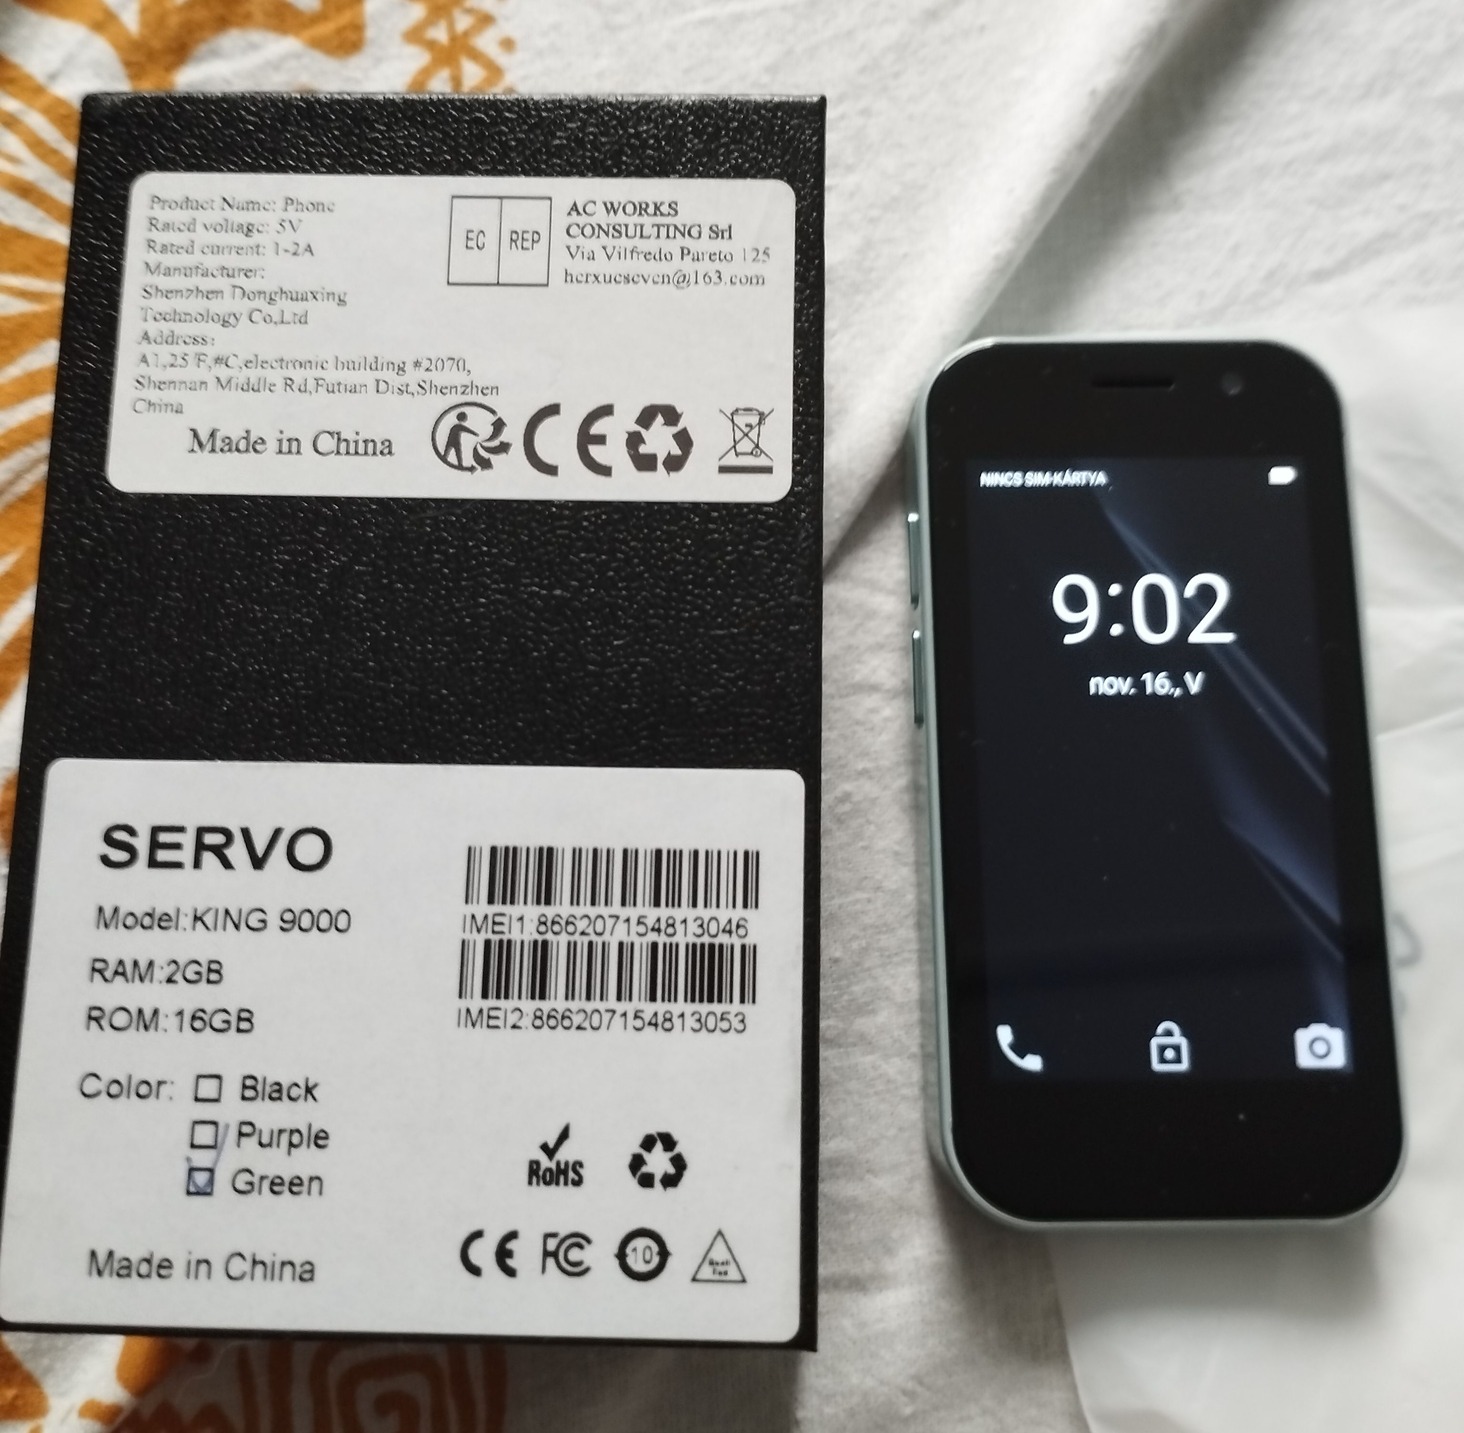 Product Name: Phone
Rated voltage: 5V
Rated current: 1-2A
Manufacturer:
Shenzhen Donghuaxing
Technology Co,Ltd
Address:
A1,25 F,#C,electronic building #2070,
Shennan Middle Rd,Futian Dist,Shenzhen
China
Made in China
EC REP
AC WORKS
CONSULTING Srl
Via Vilfredo Pareto 125
herxueseven@163.com
CE
SERVO
Model:KING 9000
RAM:2GB
ROM:16GB
Color: Black
Purple
Green
Made in China
IMEI1:866207154813046
IMEI2:866207154813053
RoHS
CE FC 10
NINCS SIM-KÁRTYA
9:02
nov. 16., V